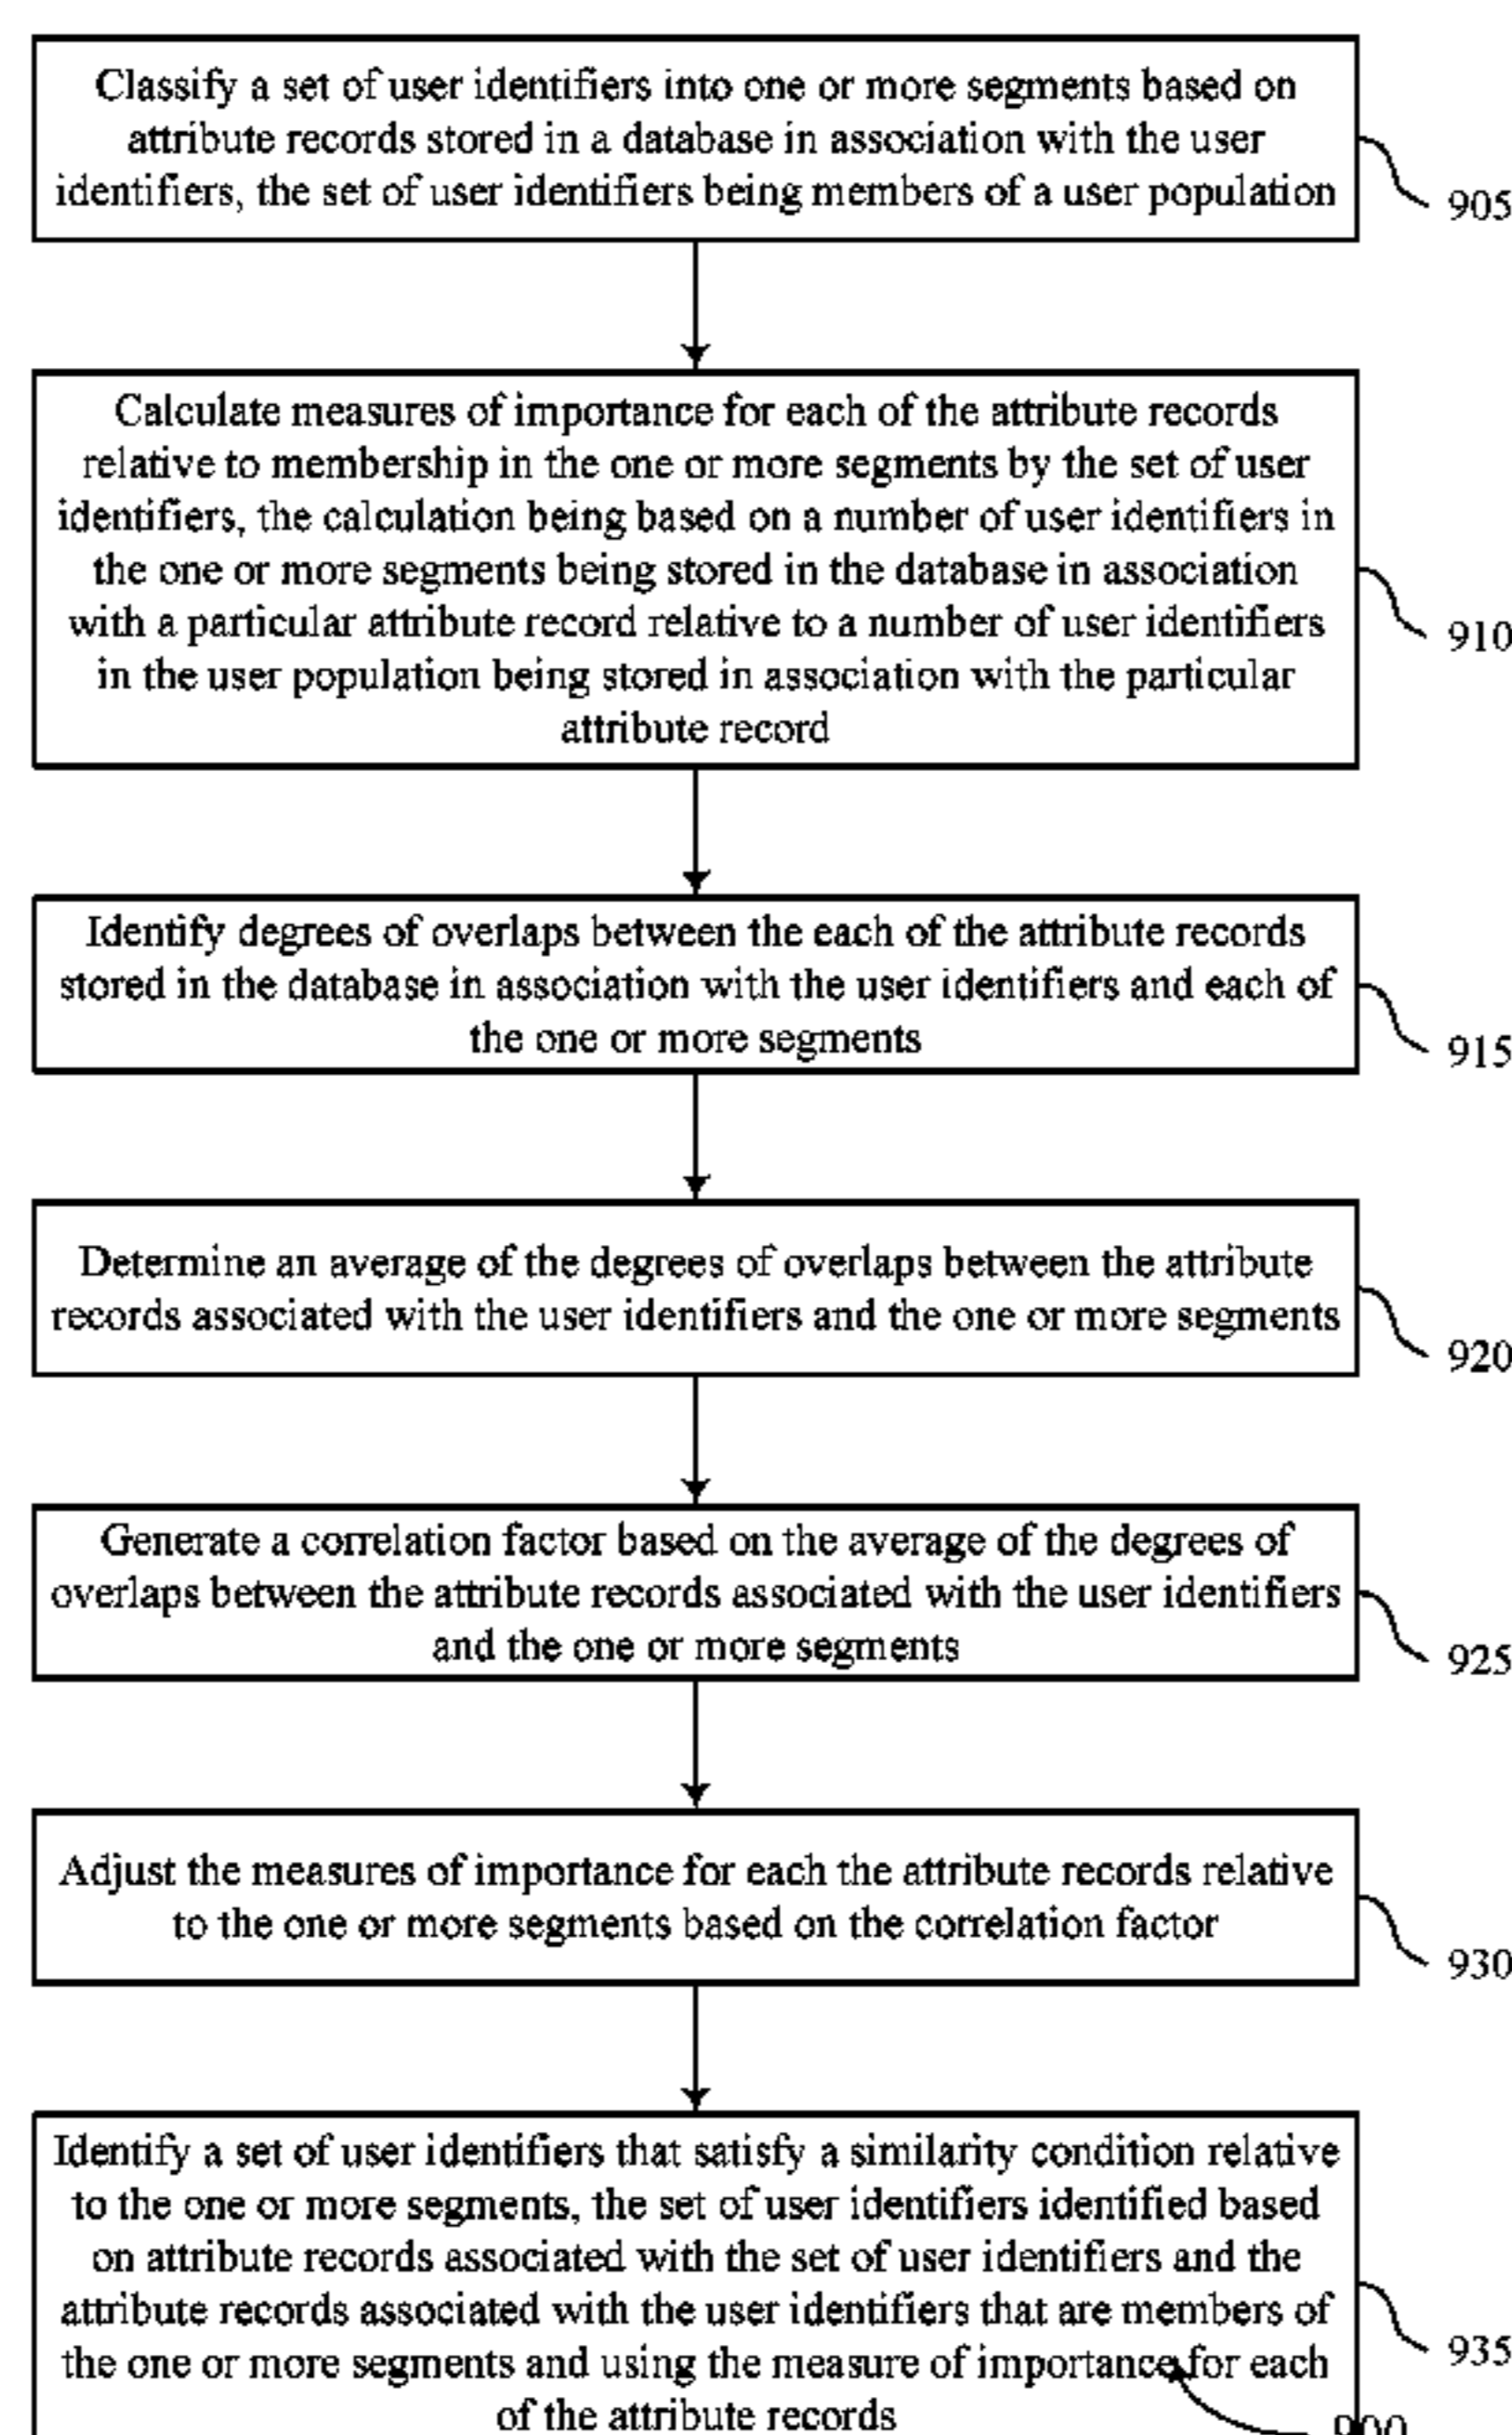 Classify a set of user identifiers into one or more segments based on
attribute records stored in a database in association with the user
identifiers, the set of user identifiers being members of a user population
905
Calculate measures of importance for each of the attribute records
relative to membership in the one or more segments by the set of user
identifiers, the calculation being based on a number of user identifiers in
the one or more segments being stored in the database in association
with a particular attribute record relative to a number of user identifiers
in the user population being stored in association with the particular
attribute record
910
Identify degrees of overlaps between the each of the attribute records
stored in the database in association with the user identifiers and each of
the one or more segments
915
Determine an average of the degrees of overlaps between the attribute
records associated with the user identifiers and the one or more segments
920
Generate a correlation factor based on the average of the degrees of
overlaps between the attribute records associated with the user identifiers
and the one or more segments
925
Adjust the measures of importance for each the attribute records relative
to the one or more segments based on the correlation factor
930
Identify a set of user identifiers that satisfy a similarity condition relative
to the one or more segments, the set of user identifiers identified based
on attribute records associated with the set of user identifiers and the
attribute records associated with the user identifiers that are members of
the one or more segments and using the measure of importance for each
of the attribute records
935
900